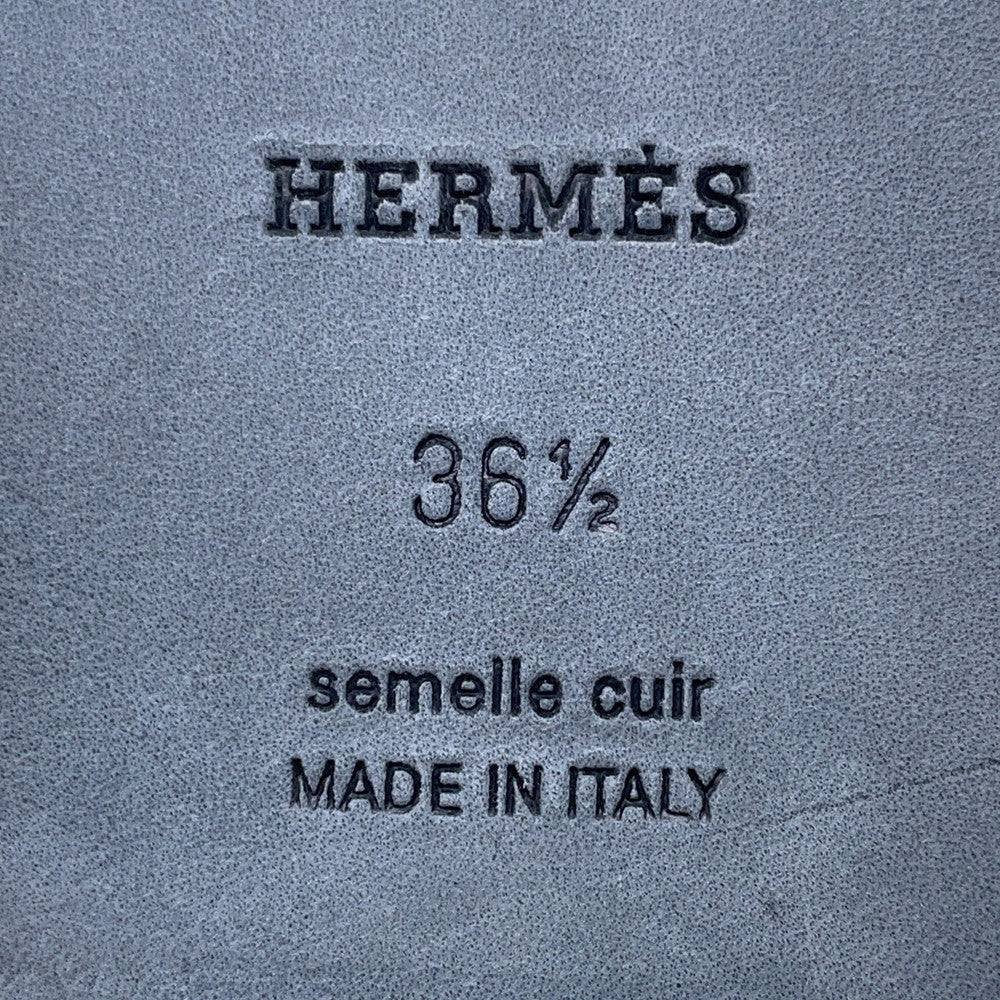 HERMÈS
36½
semelle cuir
MADE IN ITALY